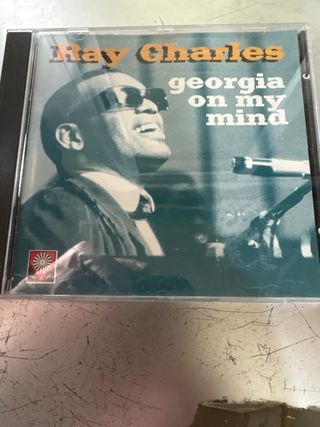 Ray Charles
georgia
on my
mind